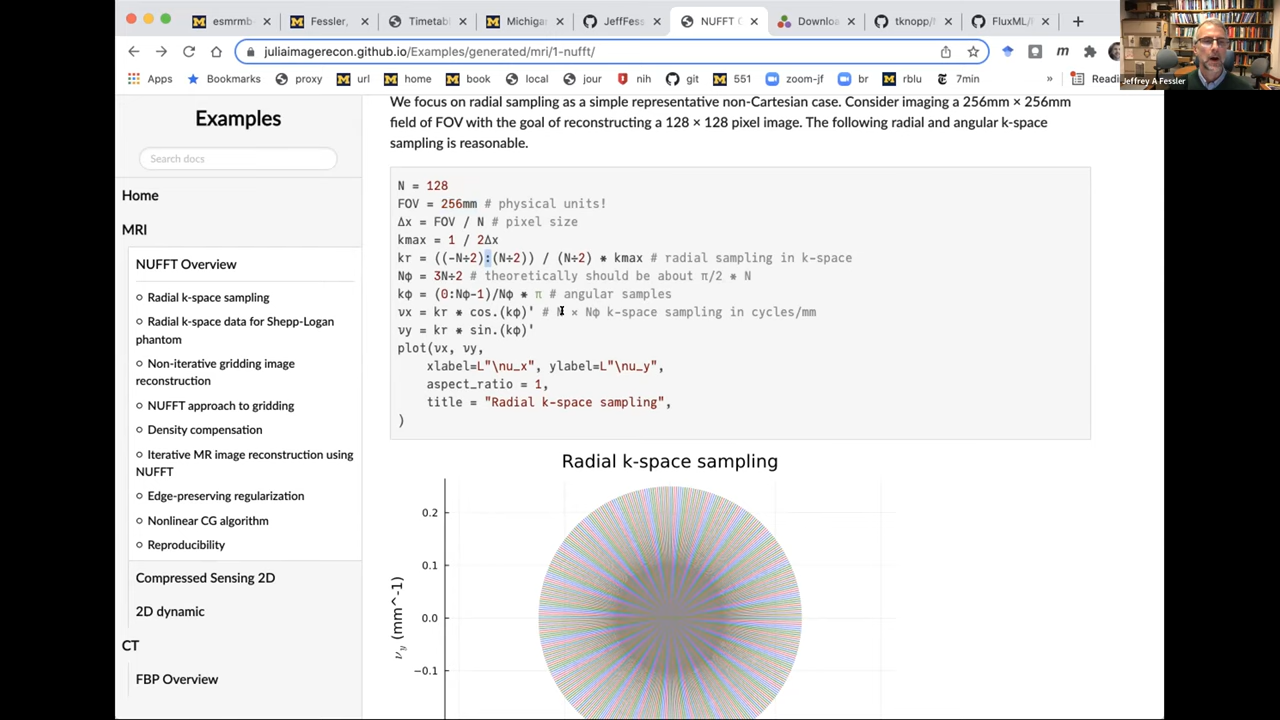 esmrmb-
Fessler,
Timetabl
Michigan
JeffFess
NUFFT O
Downloa
tknopp/
FluxML/
juliaimagerecon.github.io/Examples/generated/mri/1-nufft/
Apps
Bookmarks
proxy
url
home
book
local
jour
nih
git
551
zoom-jf
br
rblu
7min
»
Readi
Jeffrey A Fessler
Examples
Search docs
Home
MRI
NUFFT Overview
Radial k-space sampling
Radial k-space data for Shepp-Logan
phantom
Non-iterative gridding image
reconstruction
NUFFT approach to gridding
Density compensation
Iterative MR image reconstruction using
NUFFT
Edge-preserving regularization
Nonlinear CG algorithm
Reproducibility
Compressed Sensing 2D
2D dynamic
CT
FBP Overview
We focus on radial sampling as a simple representative non-Cartesian case. Consider imaging a 256mm × 256mm
field of FOV with the goal of reconstructing a 128 × 128 pixel image. The following radial and angular k-space
sampling is reasonable.
N = 128
FOV = 256mm # physical units!
Δx = FOV / N # pixel size
kmax = 1 / 2Δx
kr = ((-N÷2):(N÷2)) / (N÷2) * kmax # radial sampling in k-space
Nφ = 3N÷2 # theoretically should be about π/2 * N
kφ = (0:Nφ-1)/Nφ * π # angular samples
νx = kr * cos.(kφ)' # N × Nφ k-space sampling in cycles/mm
νy = kr * sin.(kφ)'
plot(νx, νy,
xlabel=L"\nu_x", ylabel=L"\nu_y",
aspect_ratio = 1,
title = "Radial k-space sampling",
)
Radial k-space sampling
0.2
0.1
0.0
−0.1
ν_y (mm^-1)